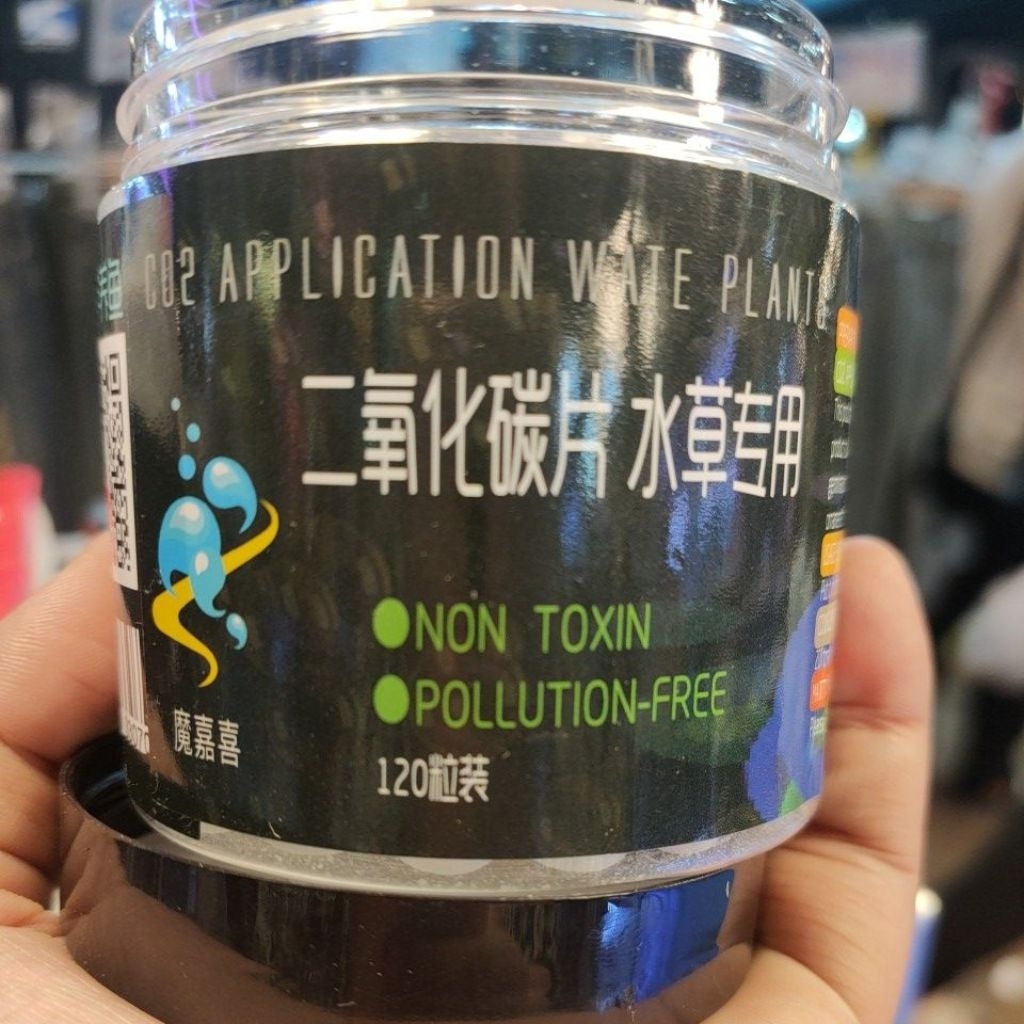 CO2 APPLICATION WATE PLANTS
二氧化碳片 水草专用
●NON TOXIN
●POLLUTION-FREE
魔嘉喜
120粒装